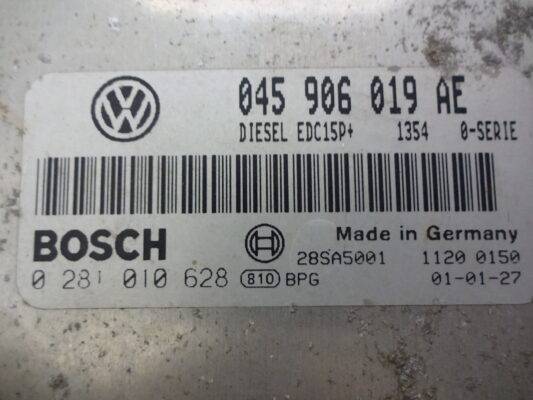 045 906 019 AE
DIESEL EDC15P+ 1354 0-SERIE
BOSCH
Made in Germany
28SA5001 1120 0150
0 281 010 628 810 BPG 01-01-27